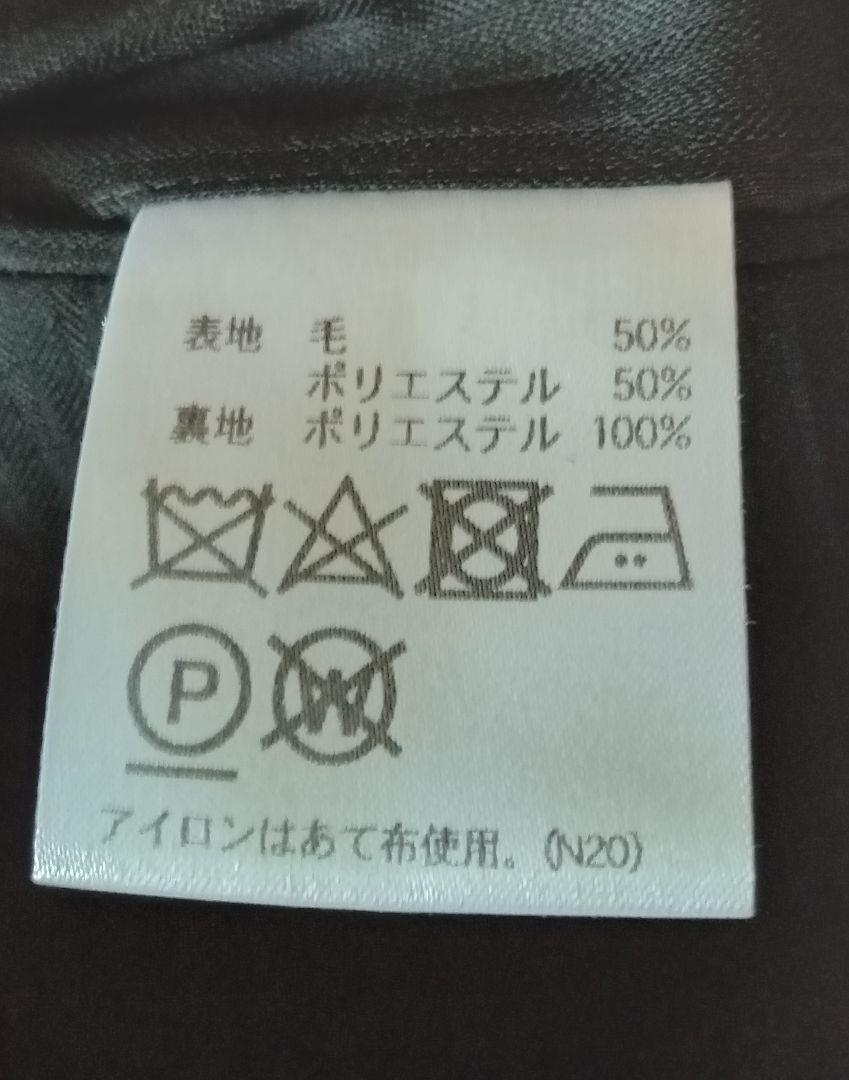 表地 毛 50%
ポリエステル 50%
裏地 ポリエステル 100%
P W
アイロンはあて布使用。(N20)